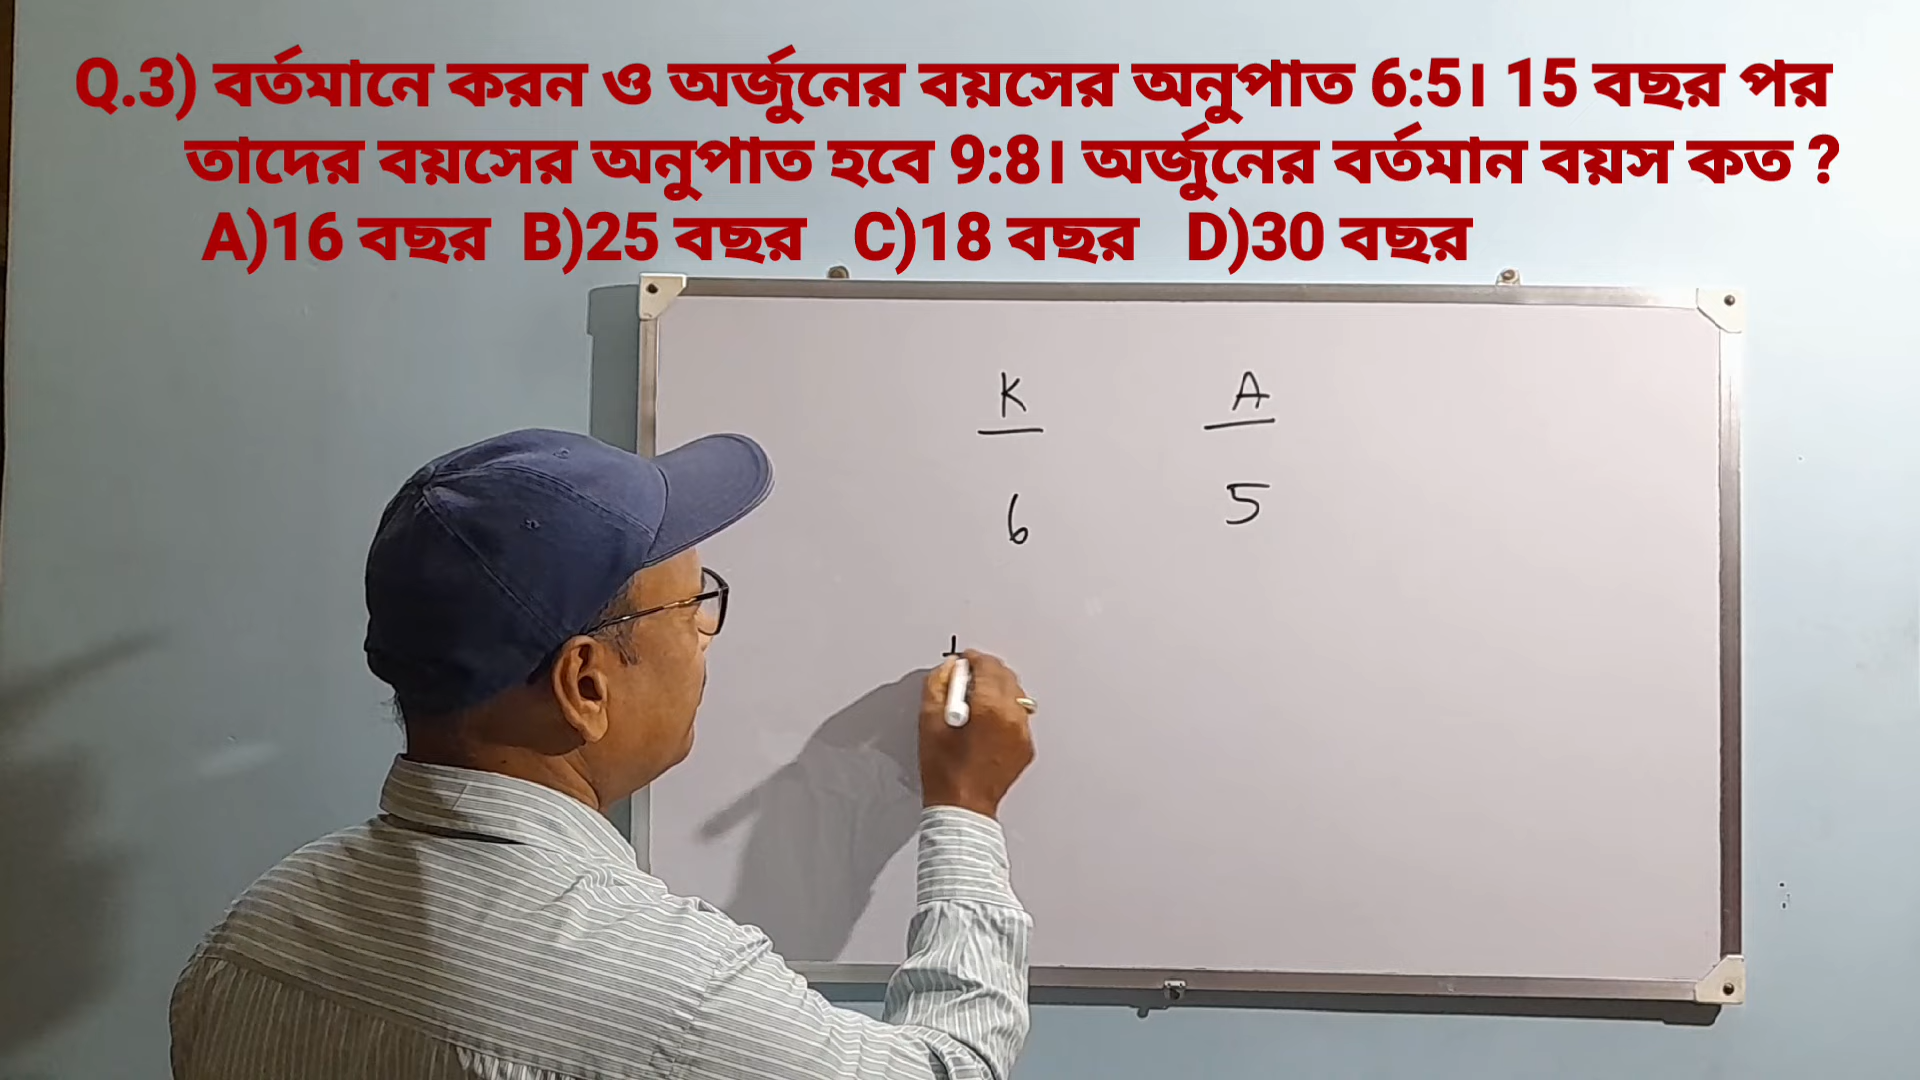 Q.3) বর্তমানে করন ও অর্জুনের বয়সের অনুপাত 6:5। 15 বছর পর
তাদের বয়সের অনুপাত হবে 9:8। অর্জুনের বর্তমান বয়স কত ?
A)16 বছর B)25 বছর C)18 বছর D)30 বছর
K A
6 5
+